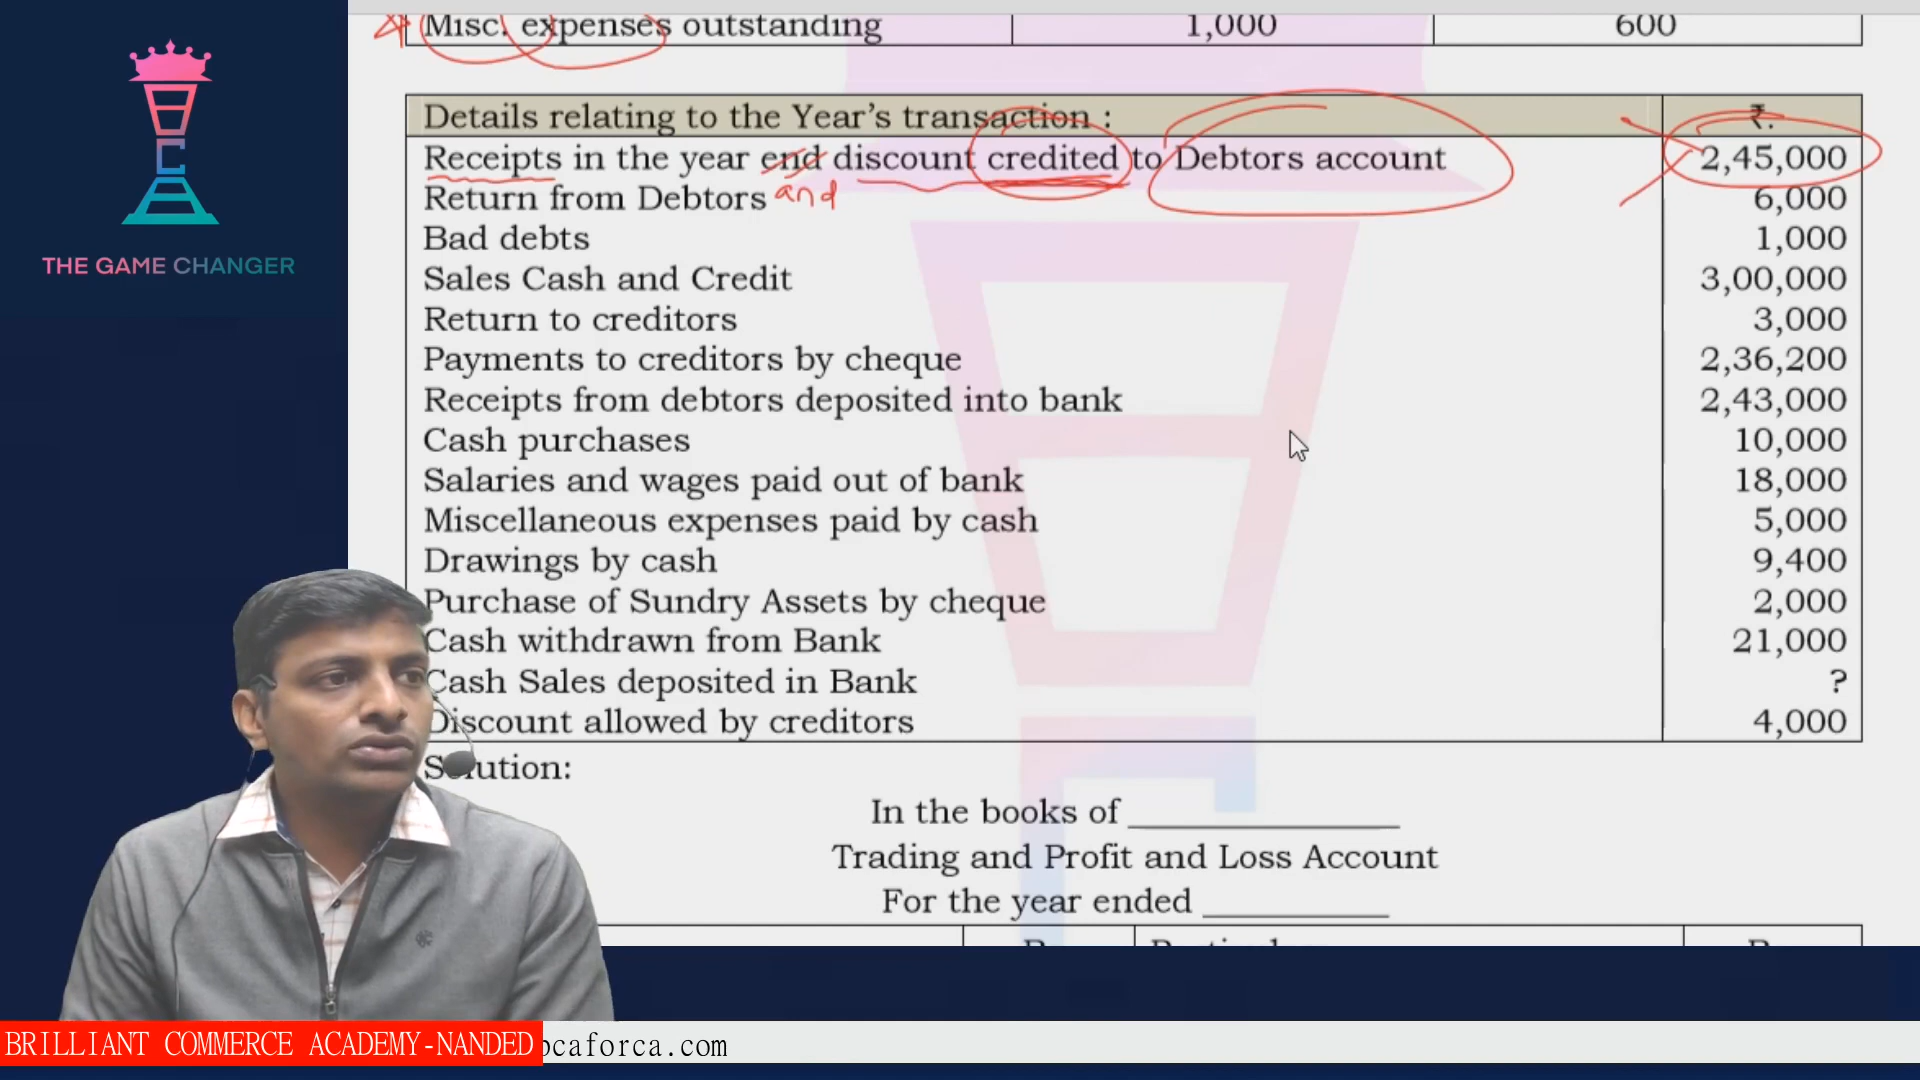 Misc. expenses outstanding 1,000 600
THE GAME CHANGER
Details relating to the Year's transaction : ₹.
Receipts in the year end discount credited to Debtors account 2,45,000
and
Return from Debtors 6,000
Bad debts 1,000
Sales Cash and Credit 3,00,000
Return to creditors 3,000
Payments to creditors by cheque 2,36,200
Receipts from debtors deposited into bank 2,43,000
Cash purchases 10,000
Salaries and wages paid out of bank 18,000
Miscellaneous expenses paid by cash 5,000
Drawings by cash 9,400
Purchase of Sundry Assets by cheque 2,000
Cash withdrawn from Bank 21,000
Cash Sales deposited in Bank ?
Discount allowed by creditors 4,000
Solution:
In the books of
Trading and Profit and Loss Account
For the year ended
BRILLIANT COMMERCE ACADEMY-NANDED
bcaforca.com